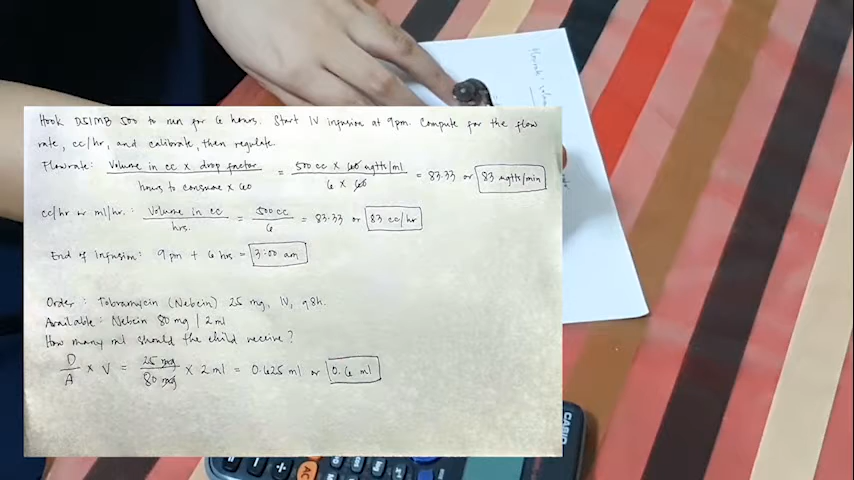 Hook D5IMB 500 to run for 6 hours. Start IV infusion at 9pm. Compute for the flow
rate, cc/hr, and calibrate, then regulate.
Flowrate: Volume in cc x drop factor / hours to consume x 60 = 500 cc x 60 ugtts/ml / 6 x 60 = 83.33 or 83 ugtts/min
cc/hr or ml/hr.: Volume in cc / hrs. = 500 cc / 6 = 83.33 or 83 cc/hr
End of Infusion: 9 pm + 6 hrs = 3:00 am
Order: Tobramycin (Nebcin) 25 mg, IV, q8h.
Available: Nebcin 80 mg / 2 ml
How many ml should the child receive?
D / A x V = 25 mg / 80 mg x 2 ml = 0.625 ml or 0.6 ml
Flowrate:
CASIO
AC